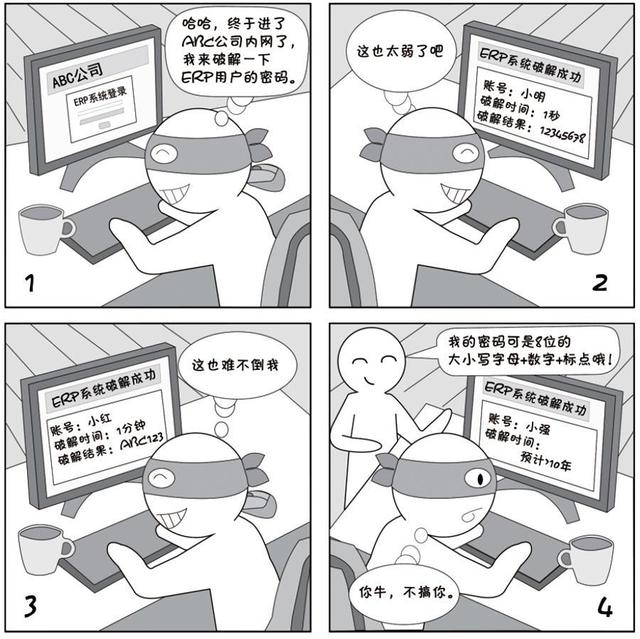 哈哈，终于进了
ABC公司内网了，
我来破解一下
ERP用户的密码。
ABC公司
ERP系统登录
1
这也太弱了吧
ERP系统破解成功
账号：小明
破解时间：1秒
破解结果：12345678
2
这也难不倒我
ERP系统破解成功
账号：小红
破解时间：1分钟
破解结果：ABC123
3
我的密码可是8位的
大小写字母+数字+标点哦！
ERP系统破解成功
账号：小强
破解时间：
预计>10年
你牛，不搞你。
4